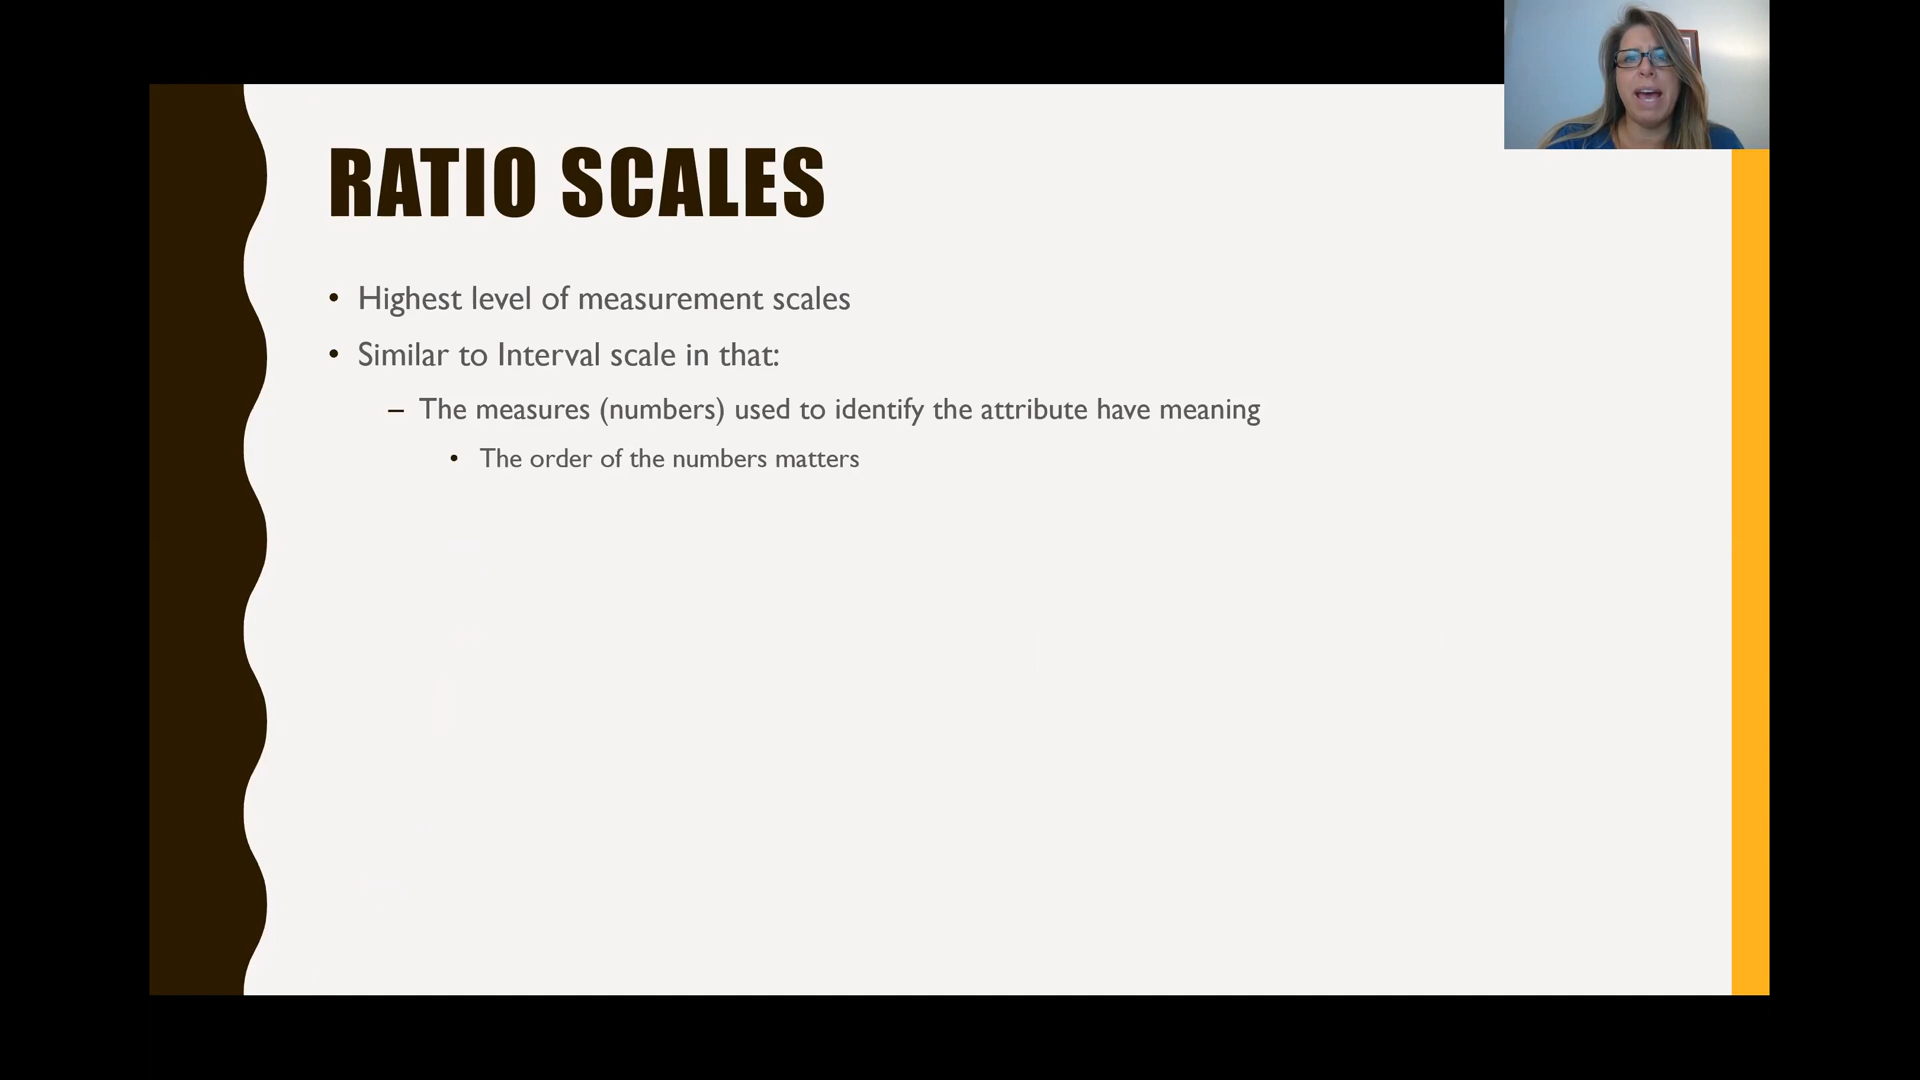 RATIO SCALES
• Highest level of measurement scales
• Similar to Interval scale in that:
– The measures (numbers) used to identify the attribute have meaning
• The order of the numbers matters